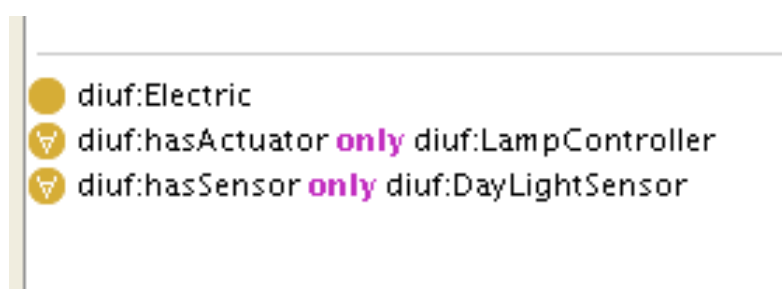 diuf:Electric
∀ diuf:hasActuator only diuf:LampController
∀ diuf:hasSensor only diuf:DayLightSensor